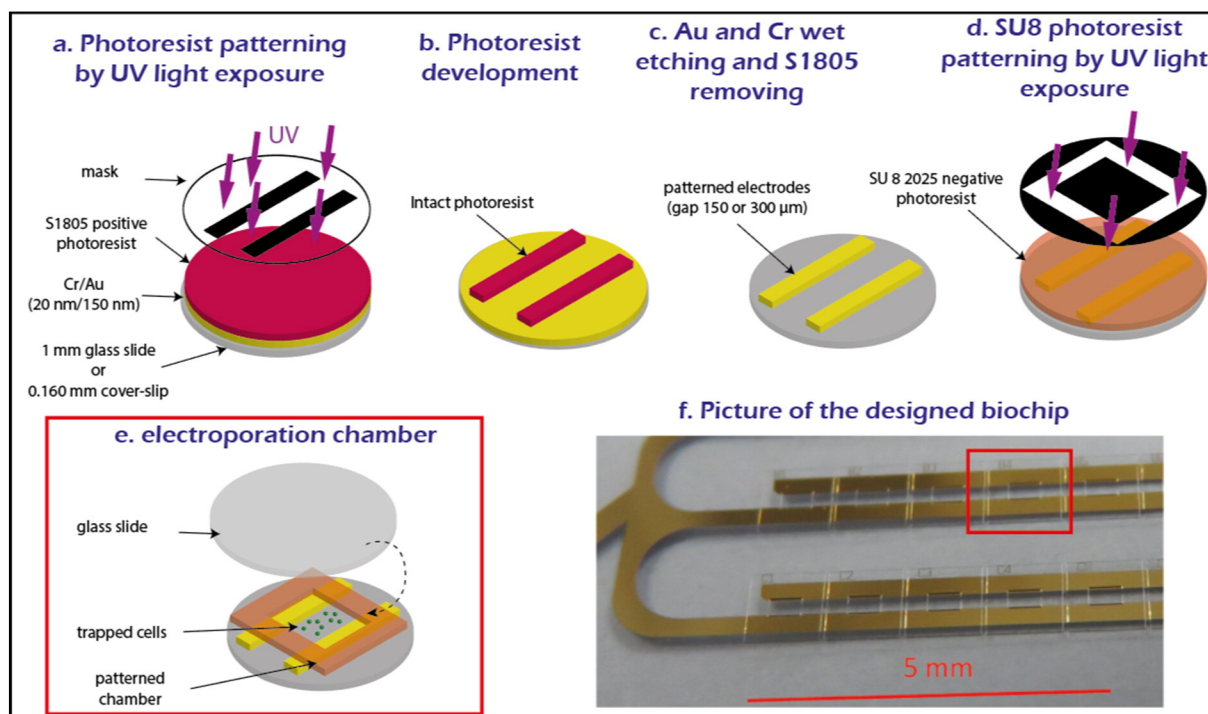 a. Photoresist patterning
by UV light exposure
UV
mask
S1805 positive
photoresist
Cr/Au
(20 nm/150 nm)
1 mm glass slide
or
0.160 mm cover-slip
b. Photoresist
development
Intact photoresist
c. Au and Cr wet
etching and S1805
removing
patterned electrodes
(gap 150 or 300 µm)
d. SU8 photoresist
patterning by UV light
exposure
SU 8 2025 negative
photoresist
e. electroporation chamber
glass slide
trapped cells
patterned
chamber
f. Picture of the designed biochip
5 mm